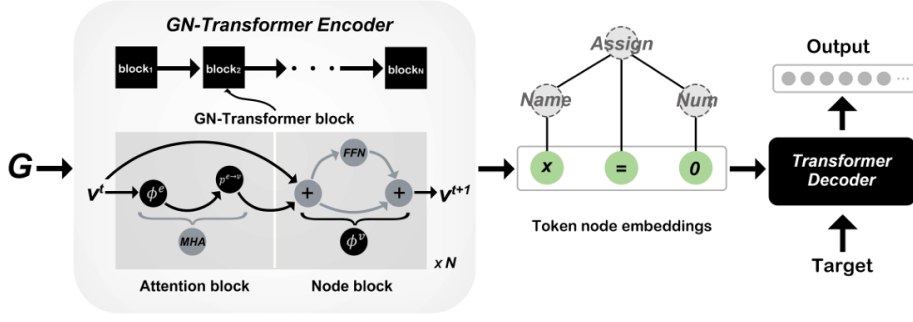 GN-Transformer Encoder
block₁
block₂
block_N
GN-Transformer block
G
V^t
ϕ^e
ρ^{e→v}
MHA
FFN
+
+
ϕ^v
V^{t+1}
x N
Attention block
Node block
Assign
Name
Num
x
=
0
Token node embeddings
Output
...
Transformer
Decoder
Target